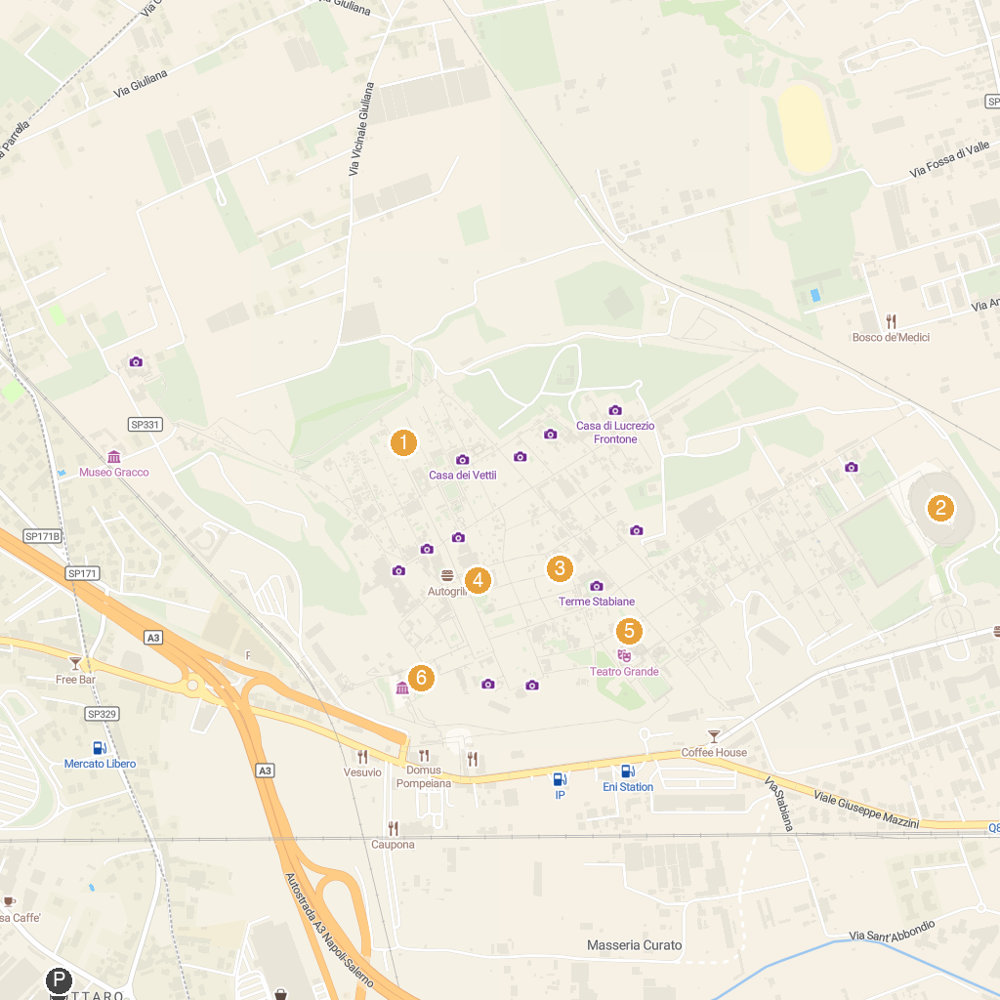 Via Giuliana
Via Giuliana
Via Vicinale Giuliana
Via Fossa di Valle
Bosco de'Medici
SP331
Museo Gracco
1
Casa dei Vettii
Casa di Lucrezio
Frontone
2
SP171B
SP171
A3
Autogrill
4
3
Terme Stabiane
5
Teatro Grande
6
Free Bar
SP329
Mercato Libero
A3
Vesuvio
Domus
Pompeiana
Coffee House
Eni Station
IP
Via Stabiana
Viale Giuseppe Mazzini
Q8
Caupona
Autostrada A3 Napoli-Salerno
Masseria Curato
Via Sant'Abbondio
P